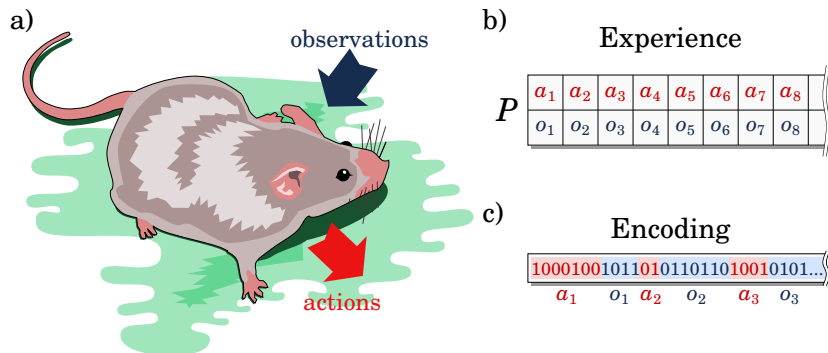 a)
observations
actions
b)
Experience
P
a₁ a₂ a₃ a₄ a₅ a₆ a₇ a₈
o₁ o₂ o₃ o₄ o₅ o₆ o₇ o₈
c)
Encoding
1000100101101011011010010101...
a₁ o₁ a₂ o₂ a₃ o₃